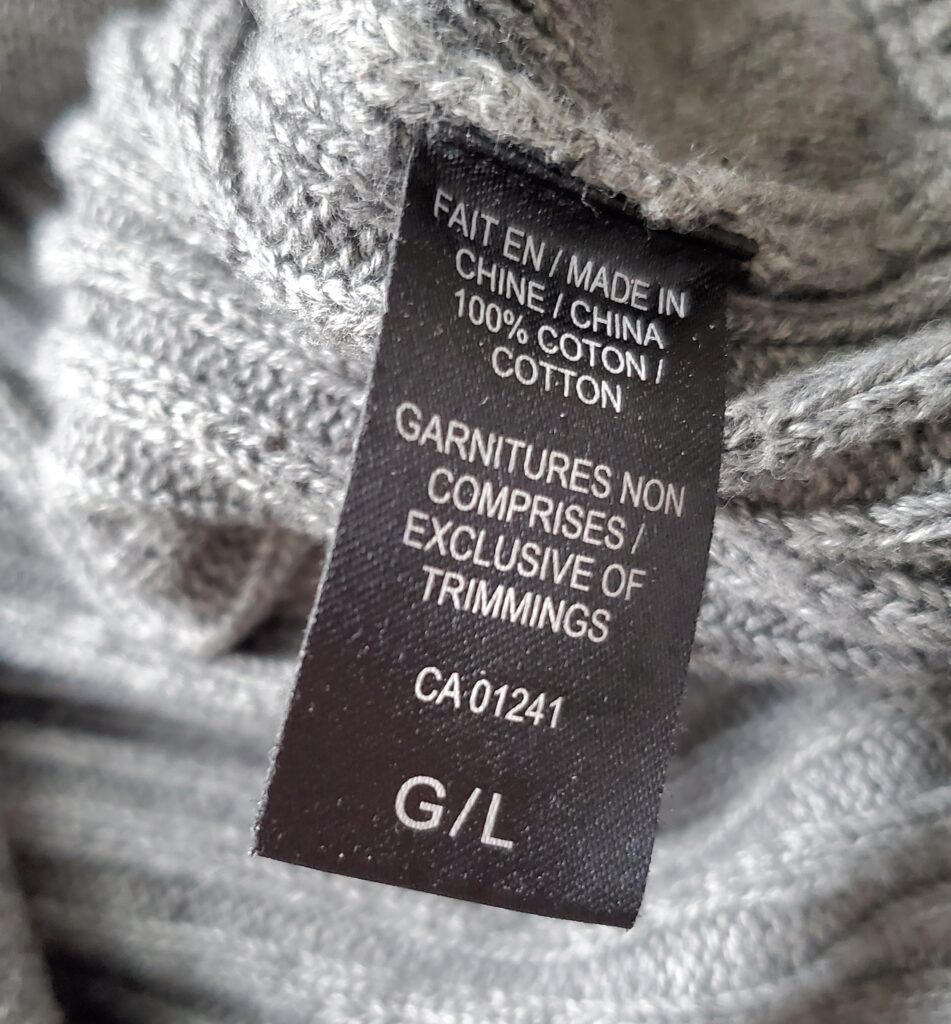 FAIT EN / MADE IN
CHINE / CHINA
100% COTON /
COTTON
GARNITURES NON
COMPRISES /
EXCLUSIVE OF
TRIMMINGS
CA 01241
G/L